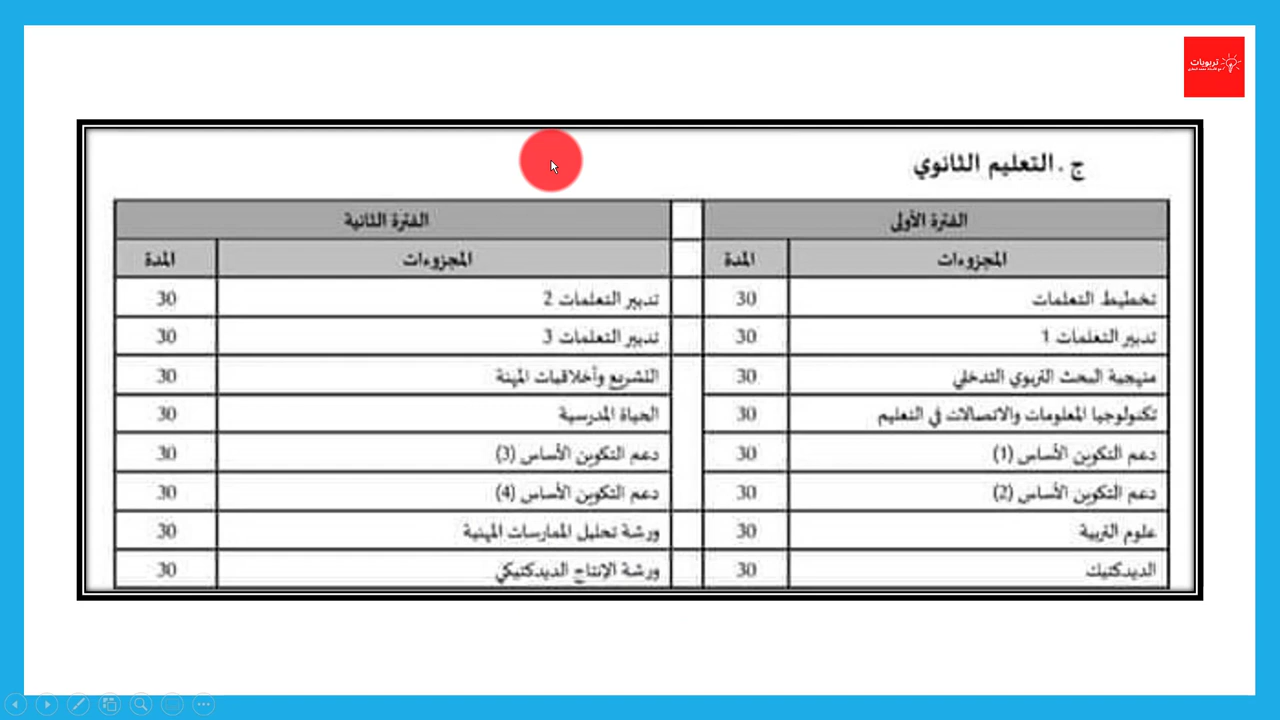 تربويات
ج . التعليم الثانوي
الفترة الأولى الفترة الثانية
المجزوءات المدة المجزوءات المدة
تخطيط التعلمات 30 تدبير التعلمات 2 30
تدبير التعلمات 1 30 تدبير التعلمات 3 30
منهجية البحث التربوي التدخلي 30 التشريع وأخلاقيات المهنة 30
تكنولوجيا المعلومات والاتصالات في التعليم 30 الحياة المدرسية 30
دعم التكوين الأساس (1) 30 دعم التكوين الأساس (3) 30
دعم التكوين الأساس (2) 30 دعم التكوين الأساس (4) 30
علوم التربية 30 ورشة تحليل الممارسات المهنية 30
الديدكتيك 30 ورشة الإنتاج الديدكتيكي 30